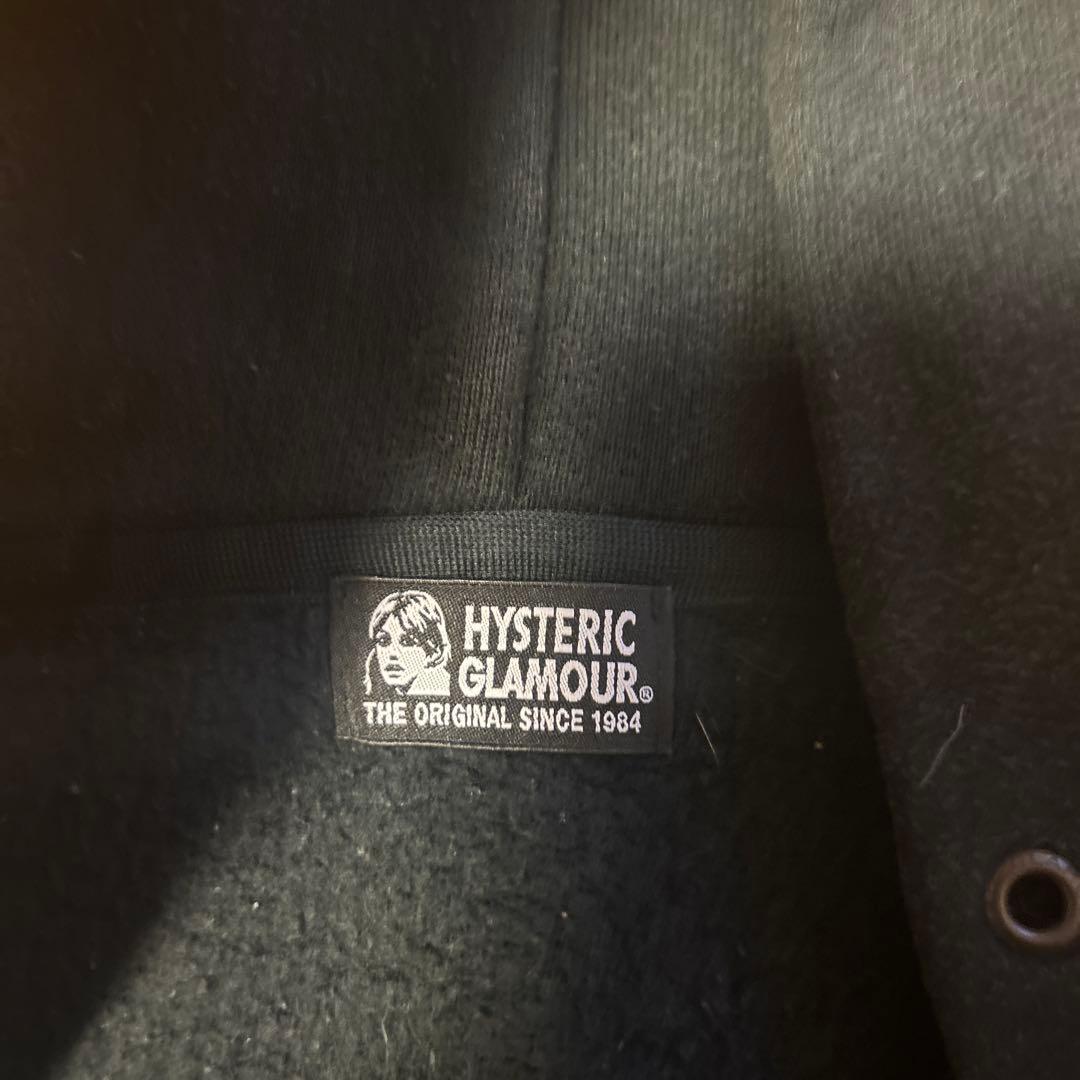 HYSTERIC
GLAMOUR®
THE ORIGINAL SINCE 1984